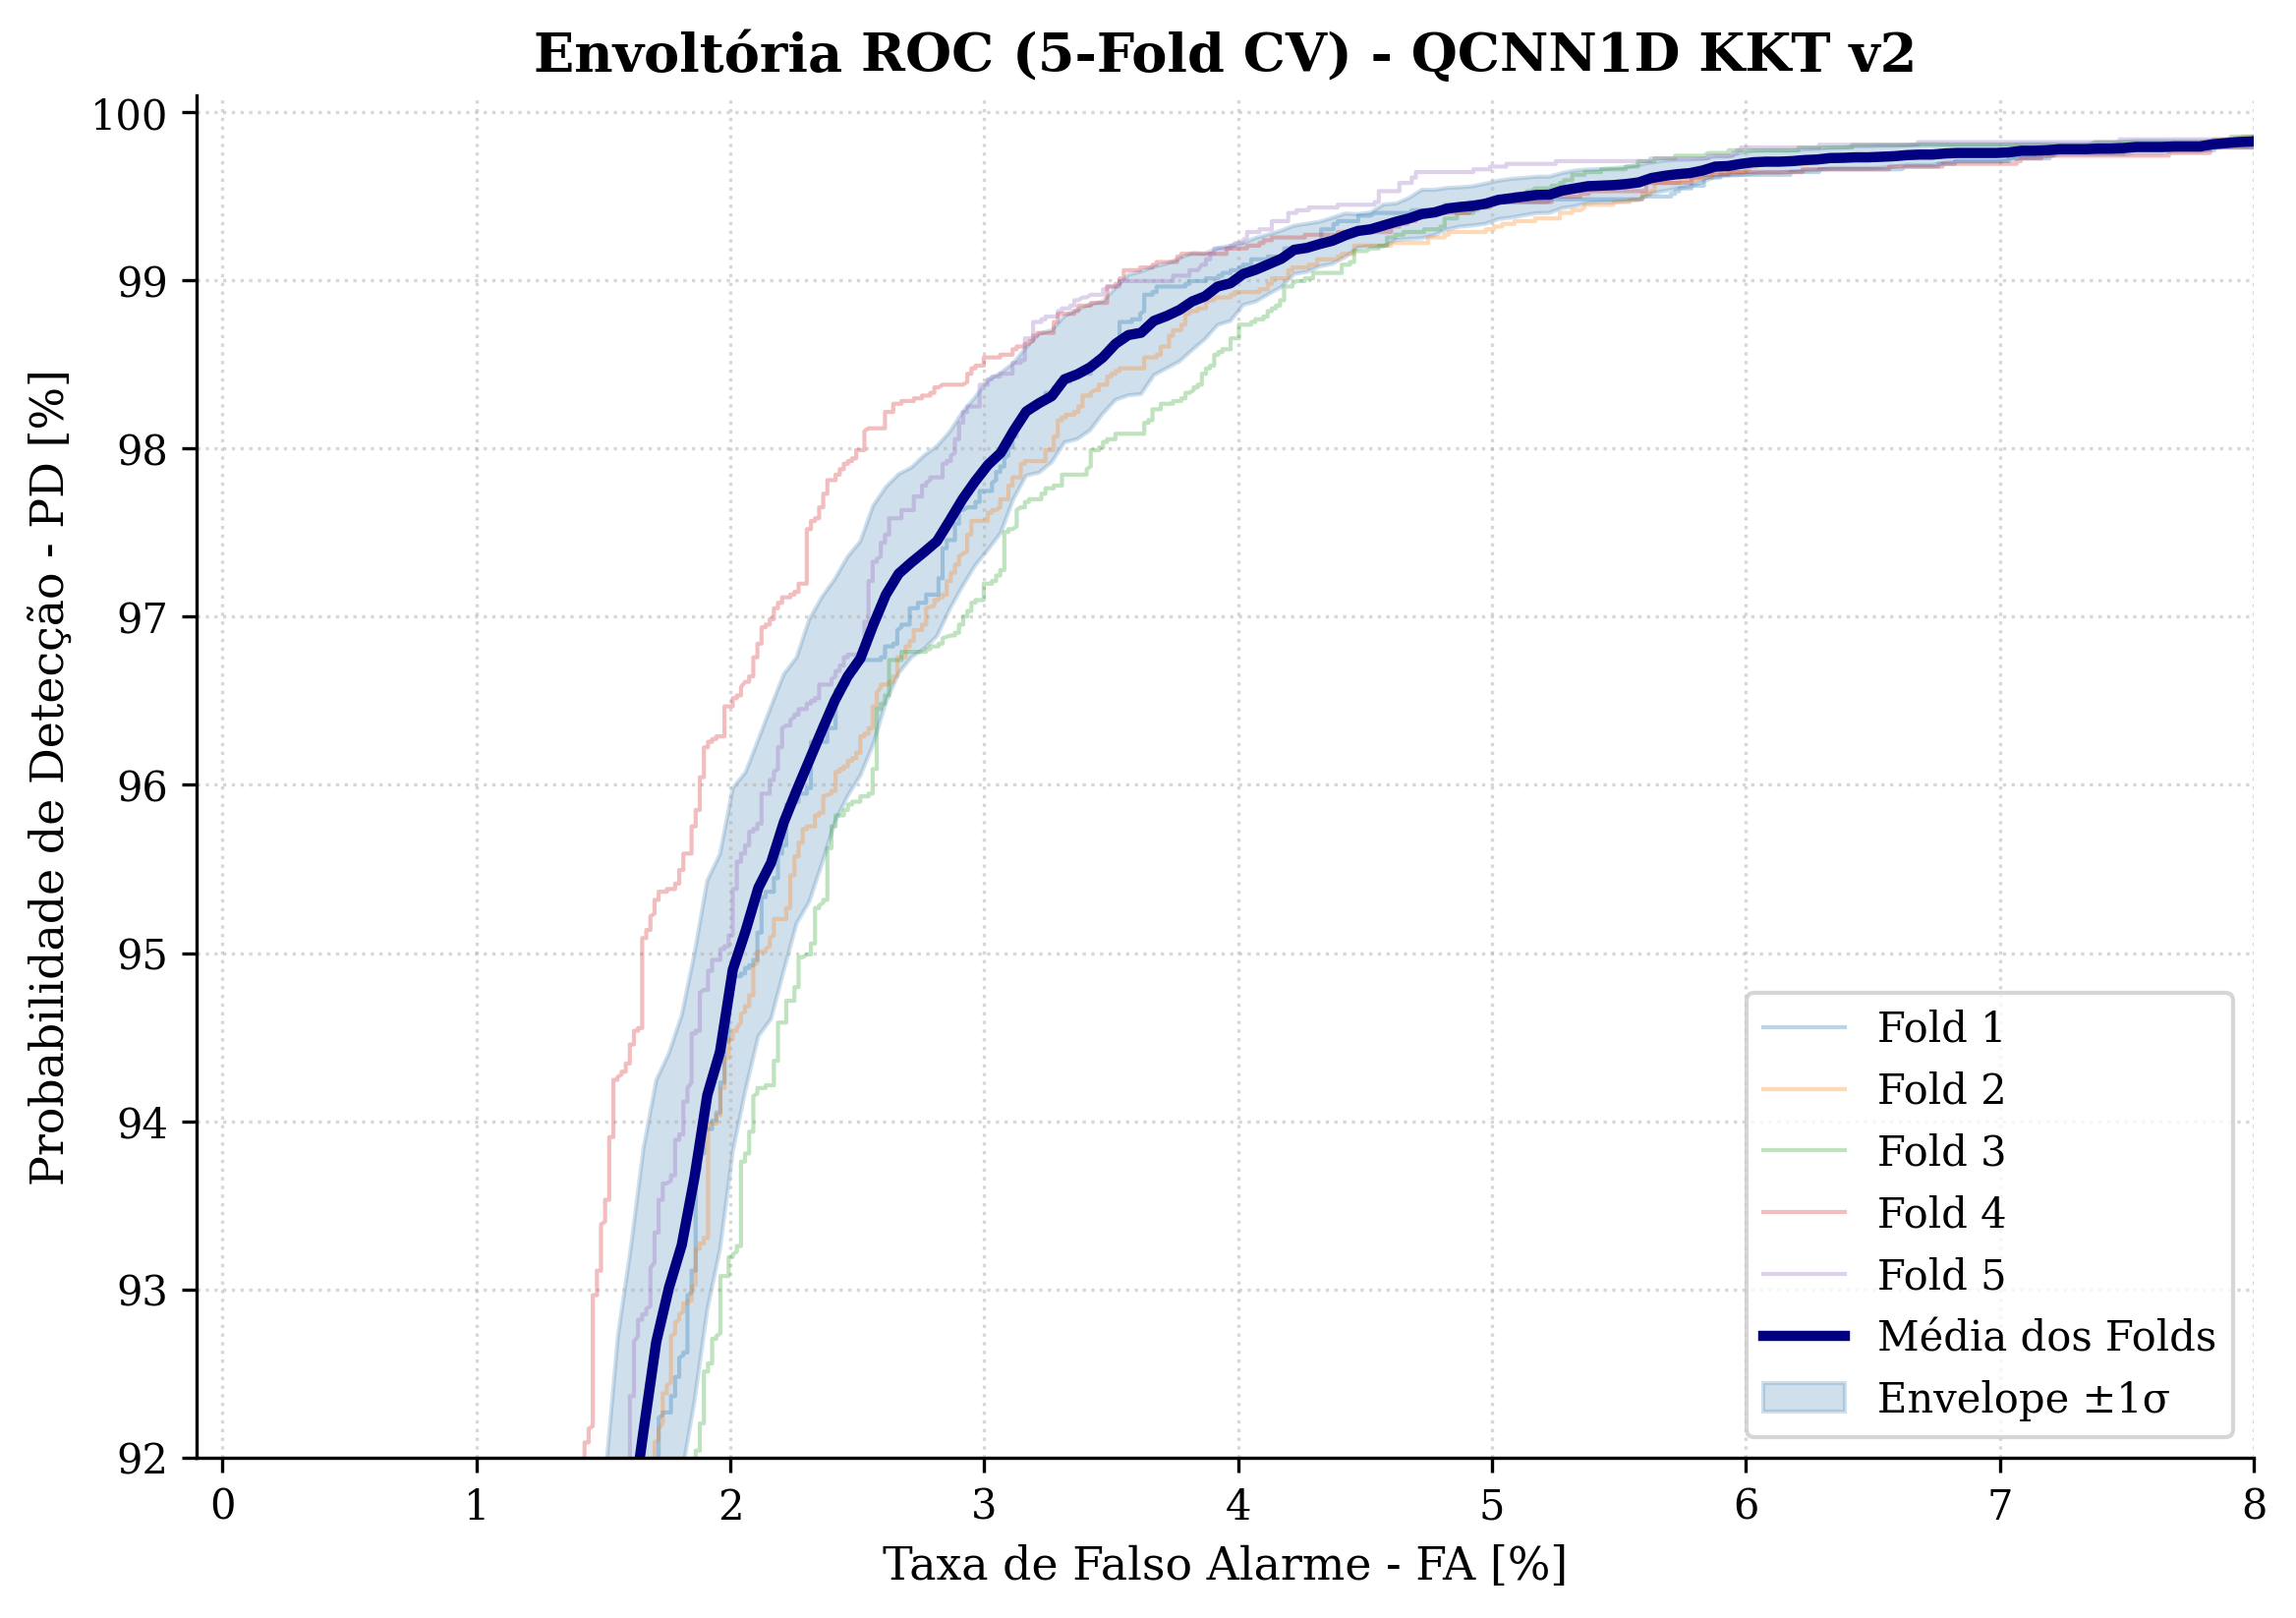 Envoltória ROC (5-Fold CV) - QCNN1D KKT v2
Probabilidade de Detecção - PD [%]
100
99
98
97
96
95
94
93
92
0 1 2 3 4 5 6 7 8
Taxa de Falso Alarme - FA [%]
Fold 1
Fold 2
Fold 3
Fold 4
Fold 5
Média dos Folds
Envelope ±1σ